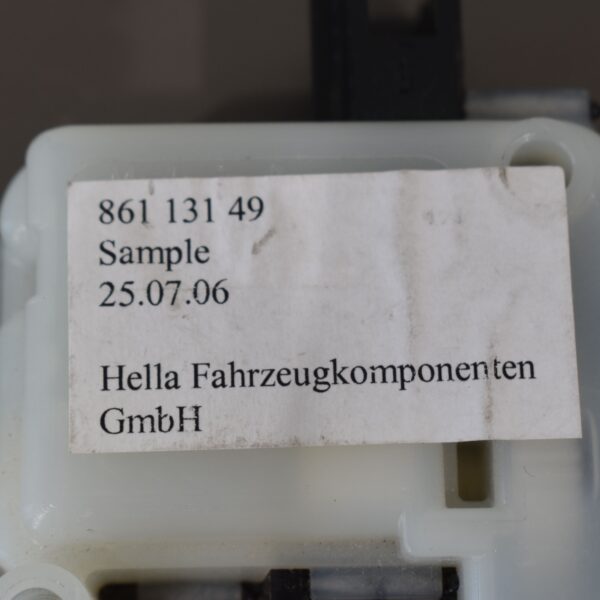 861 131 49
Sample
25.07.06
Hella Fahrzeugkomponenten
GmbH